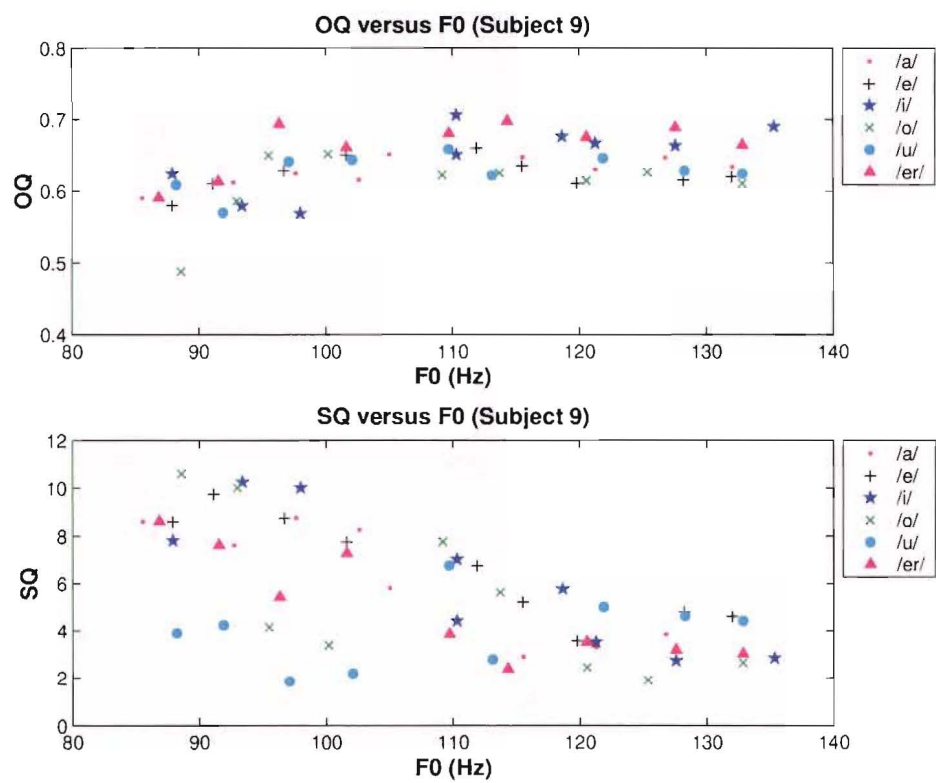 OQ versus F0 (Subject 9)
0.8
0.7
0.6
0.5
0.4
OQ
80 90 100 110 120 130 140
F0 (Hz)
/a/
/e/
/i/
/o/
/u/
/er/
SQ versus F0 (Subject 9)
12
10
8
6
4
2
0
SQ
80 90 100 110 120 130 140
F0 (Hz)
/a/
/e/
/i/
/o/
/u/
/er/